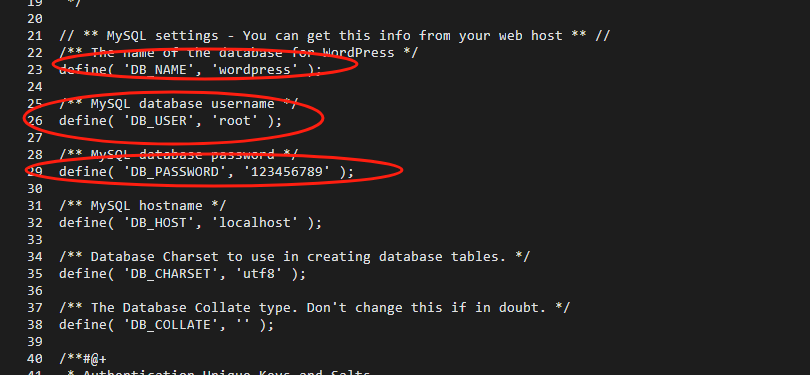 19 */
20
21 // ** MySQL settings - You can get this info from your web host ** //
22 /** The name of the database for WordPress */
23 define( 'DB_NAME', 'wordpress' );
24
25 /** MySQL database username */
26 define( 'DB_USER', 'root' );
27
28 /** MySQL database password */
29 define( 'DB_PASSWORD', '123456789' );
30
31 /** MySQL hostname */
32 define( 'DB_HOST', 'localhost' );
33
34 /** Database Charset to use in creating database tables. */
35 define( 'DB_CHARSET', 'utf8' );
36
37 /** The Database Collate type. Don't change this if in doubt. */
38 define( 'DB_COLLATE', '' );
39
40 /**#@+
41 * Authentication Unique Keys and Salts